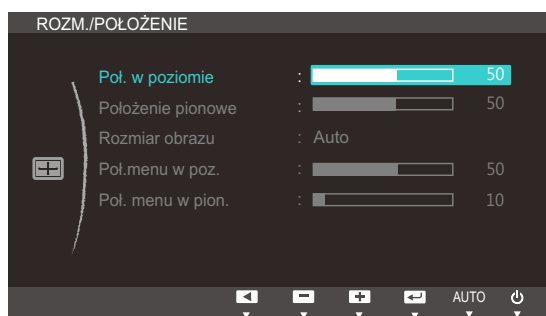 ROZM./POŁOŻENIE
Poł. w poziomie : 50
Położenie pionowe : 50
Rozmiar obrazu : Auto
Poł.menu w poz. : 50
Poł. menu w pion. : 10
AUTO